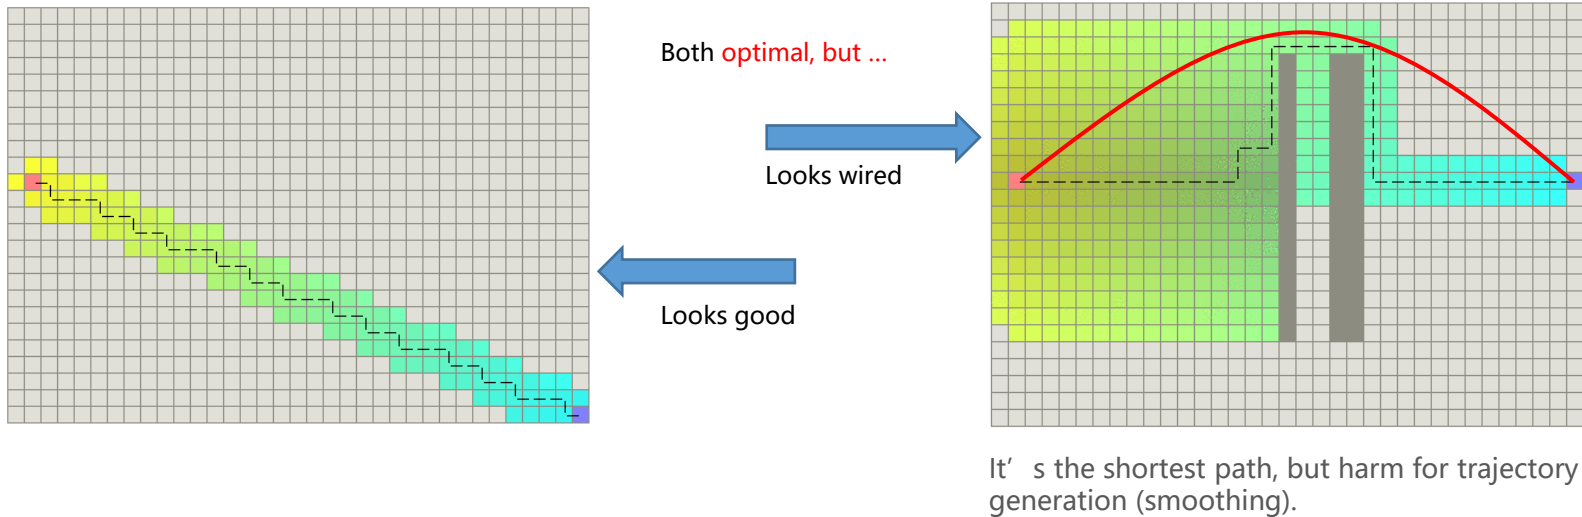 Both optimal, but ...
Looks wired
Looks good
It’ s the shortest path, but harm for trajectory
generation (smoothing).